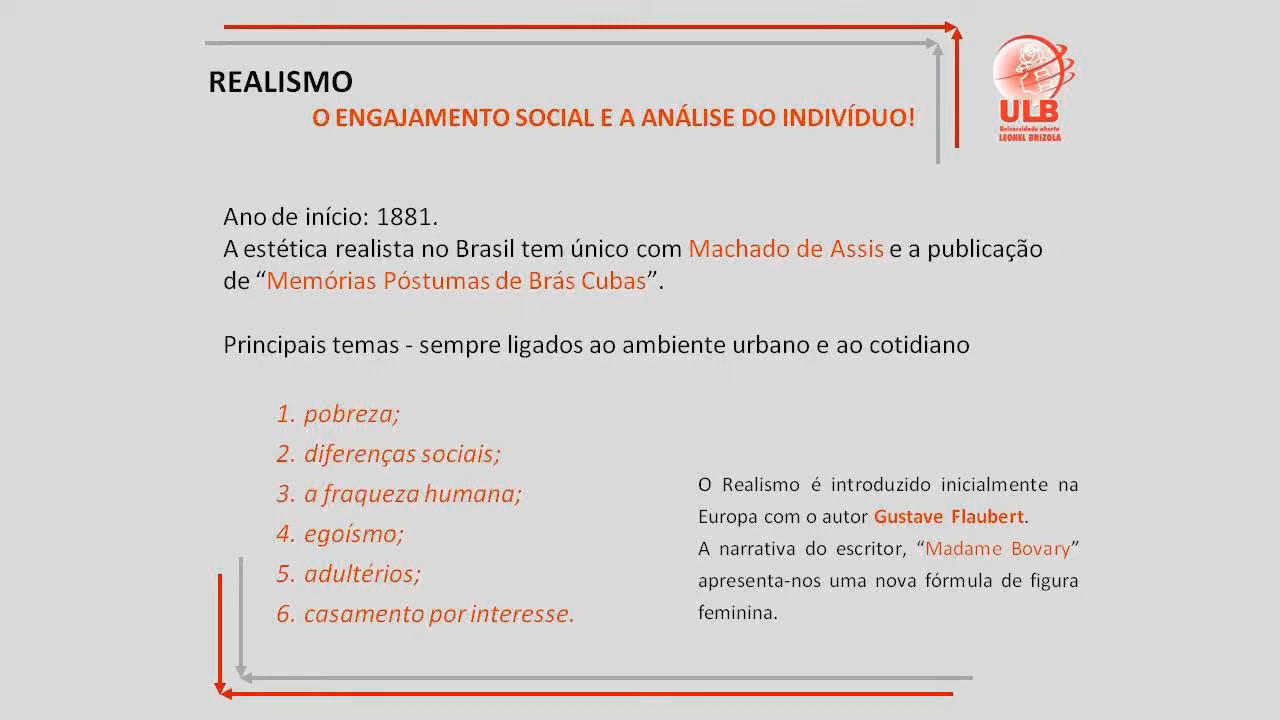 REALISMO
O ENGAJAMENTO SOCIAL E A ANÁLISE DO INDIVÍDUO!
ULB
Universidade aberta
LEONEL BRIZOLA
Ano de início: 1881.
A estética realista no Brasil tem único com Machado de Assis e a publicação
de “Memórias Póstumas de Brás Cubas”.
Principais temas - sempre ligados ao ambiente urbano e ao cotidiano
1. pobreza;
2. diferenças sociais;
3. a fraqueza humana;
4. egoísmo;
5. adultérios;
6. casamento por interesse.
O Realismo é introduzido inicialmente na
Europa com o autor Gustave Flaubert.
A narrativa do escritor, “Madame Bovary”
apresenta-nos uma nova fórmula de figura
feminina.